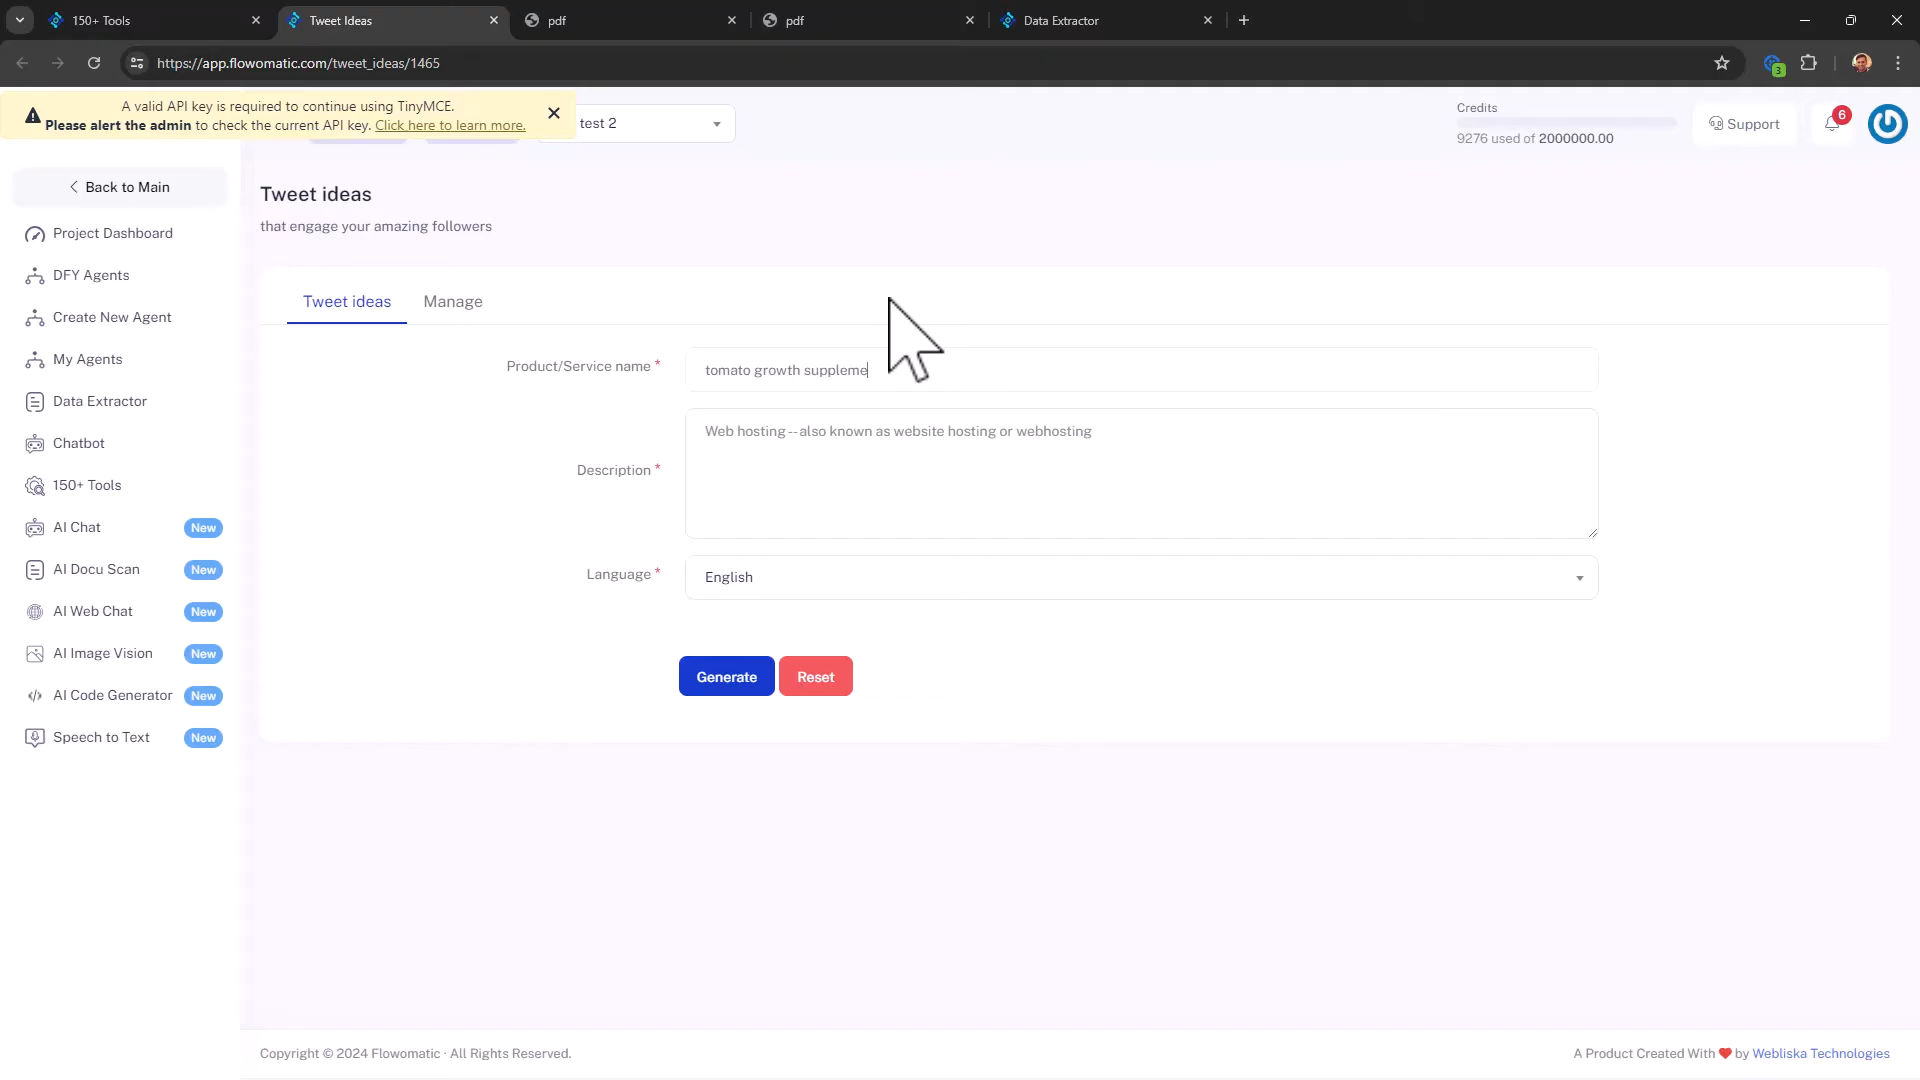 150+ Tools
Tweet Ideas
pdf
pdf
Data Extractor
https://app.flowomatic.com/tweet_ideas/1465
3
A valid API key is required to continue using TinyMCE.
Please alert the admin to check the current API key. Click here to learn more.
test 2
Credits
9276 used of 2000000.00
Support
6
Back to Main
Project Dashboard
DFY Agents
Create New Agent
My Agents
Data Extractor
Chatbot
150+ Tools
AI Chat New
AI Docu Scan New
AI Web Chat New
AI Image Vision New
AI Code Generator New
Speech to Text New
Tweet ideas
that engage your amazing followers
Tweet ideas
Manage
Product/Service name *
tomato growth suppleme
Description *
Web hosting -- also known as website hosting or webhosting
Language *
English
Generate
Reset
Copyright © 2024 Flowomatic · All Rights Reserved.
A Product Created With ❤ by Webliska Technologies